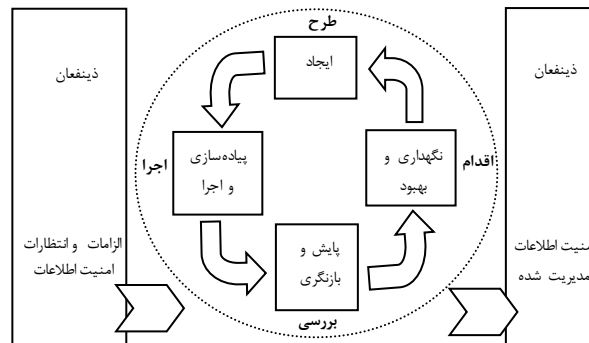 طرح
ذینفعان
ایجاد
ذینفعان
اجرا
پیاده‌سازی
و اجرا
نگهداری و
بهبود
اقدام
الزامات و انتظارات
امنیت اطلاعات
پایش و
بازنگری
منیت اطلاعات
مدیریت شده
بررسی